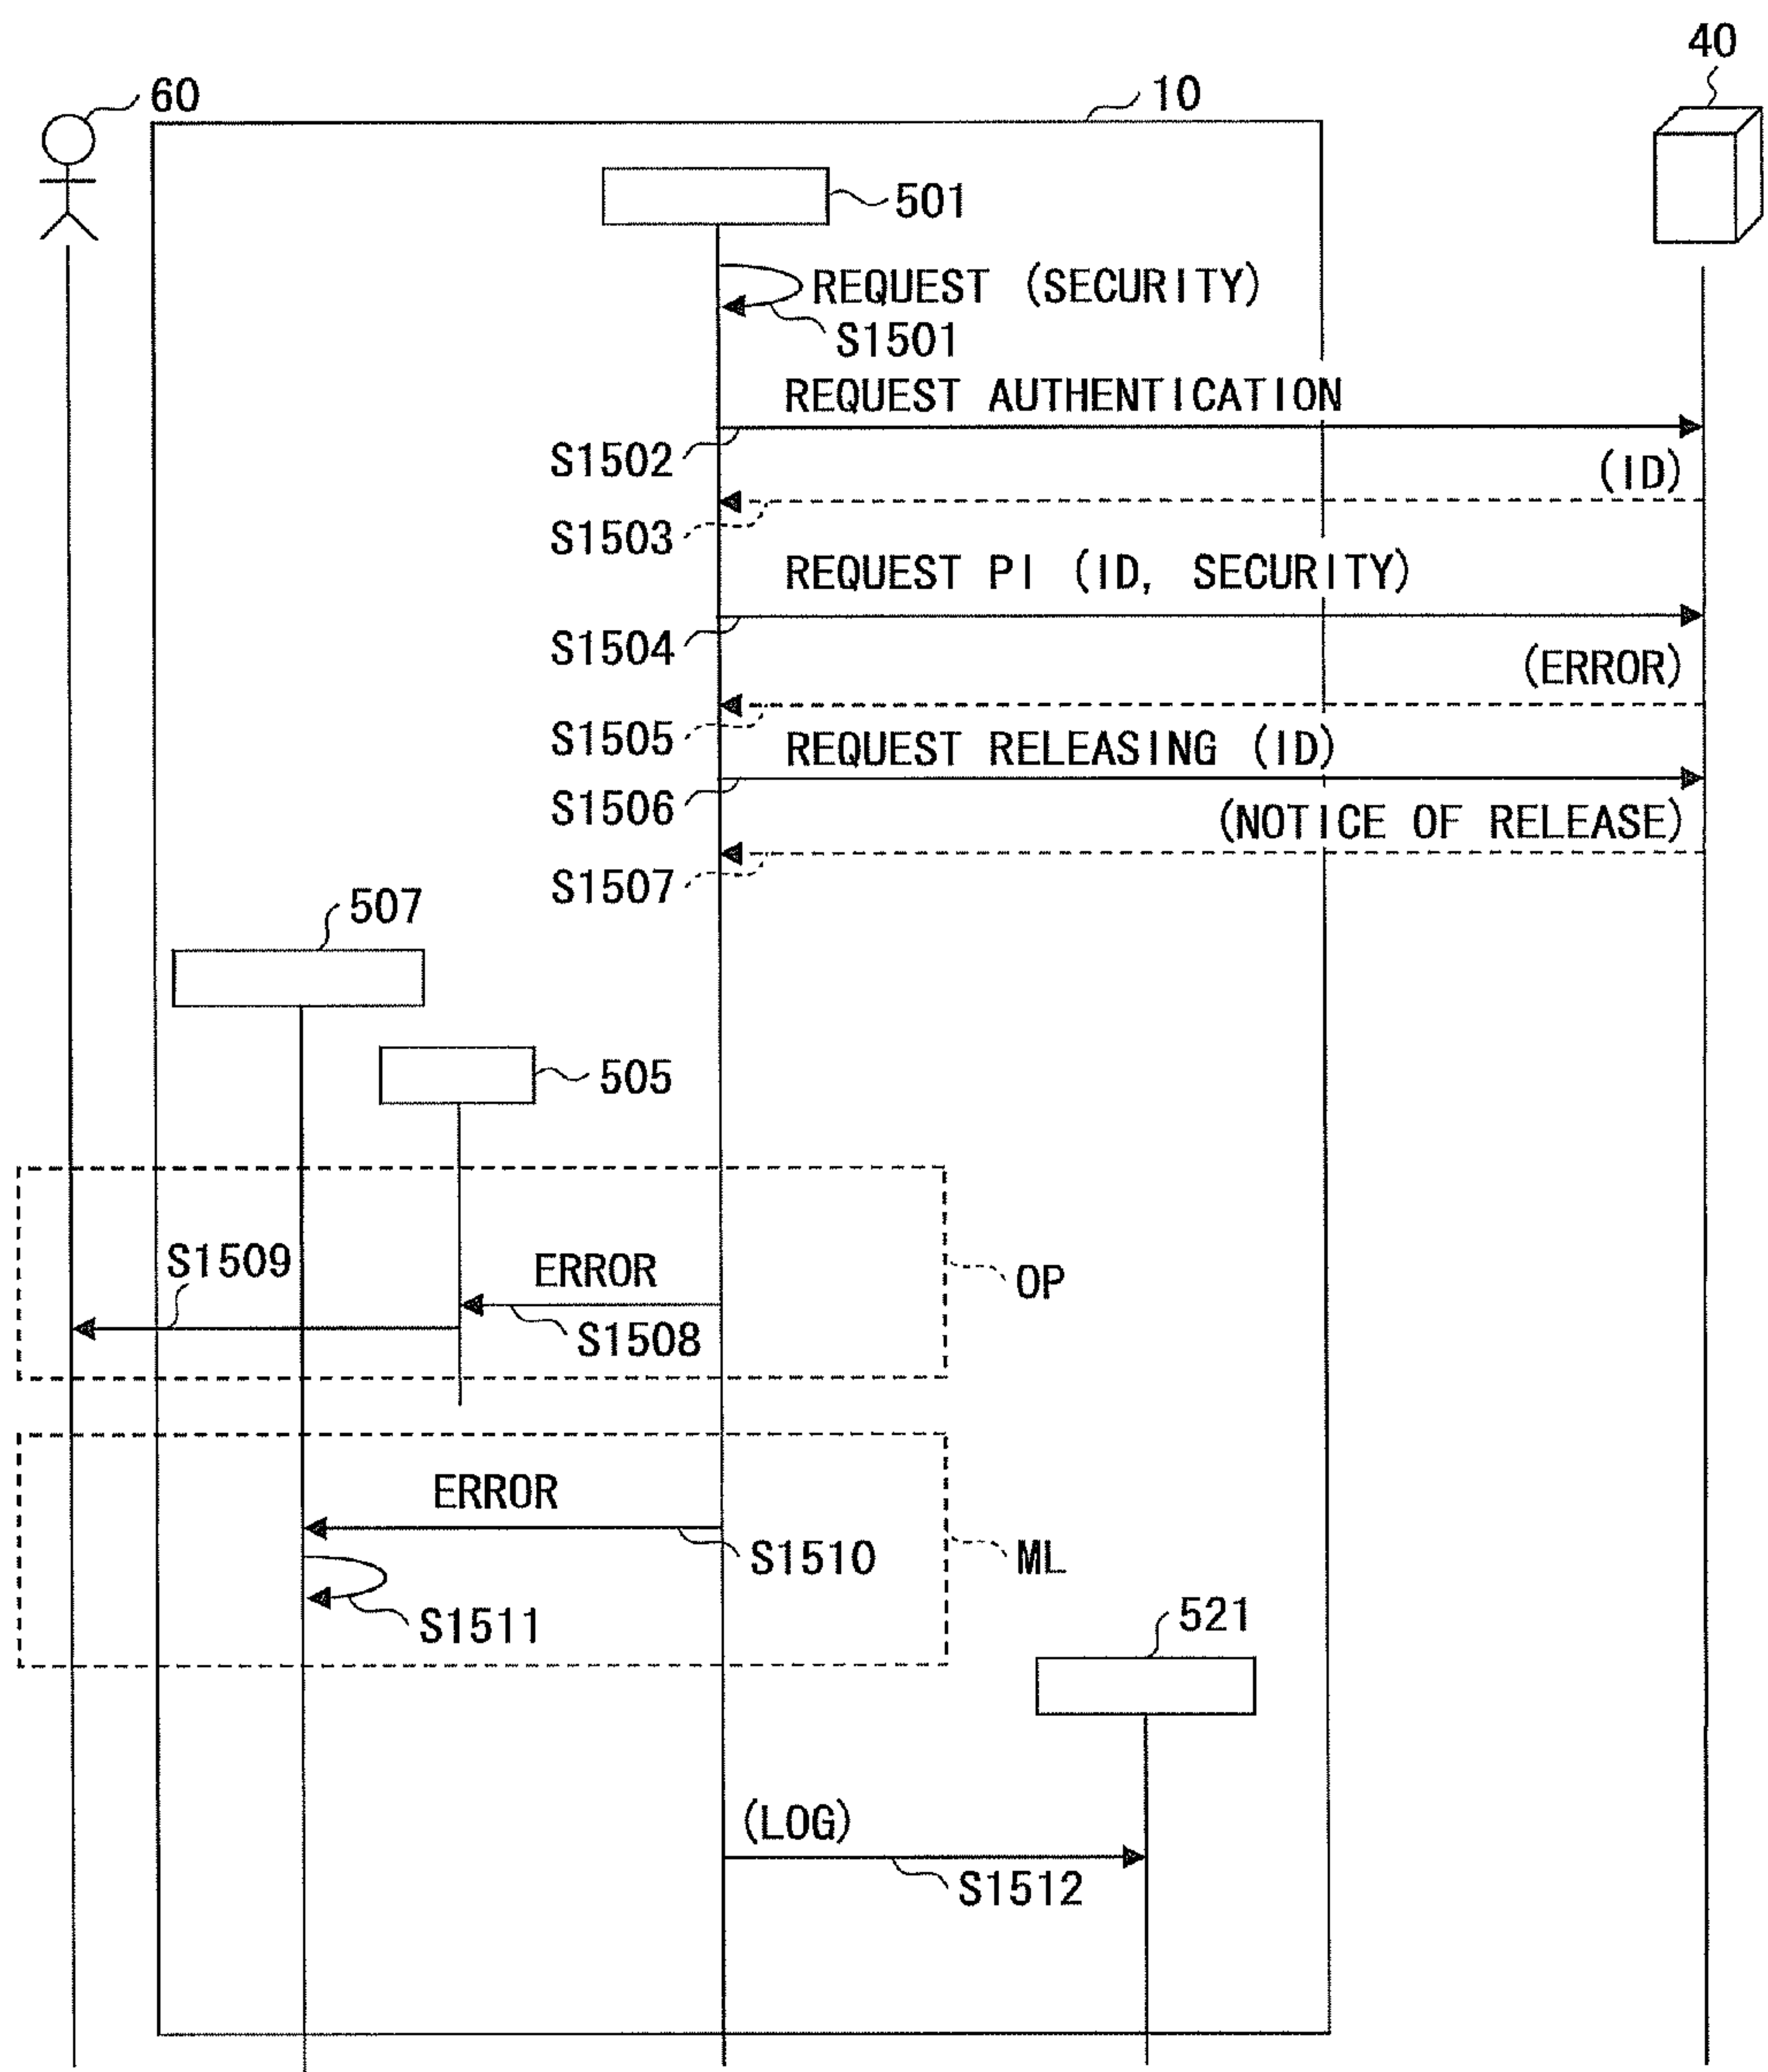 40
60
10
501
REQUEST (SECURITY)
S1501
REQUEST AUTHENTICATION
S1502
(ID)
S1503
REQUEST PI (ID, SECURITY)
S1504
(ERROR)
S1505
REQUEST RELEASING (ID)
S1506
(NOTICE OF RELEASE)
S1507
507
505
S1509
ERROR
OP
S1508
ERROR
S1510
ML
S1511
521
(LOG)
S1512